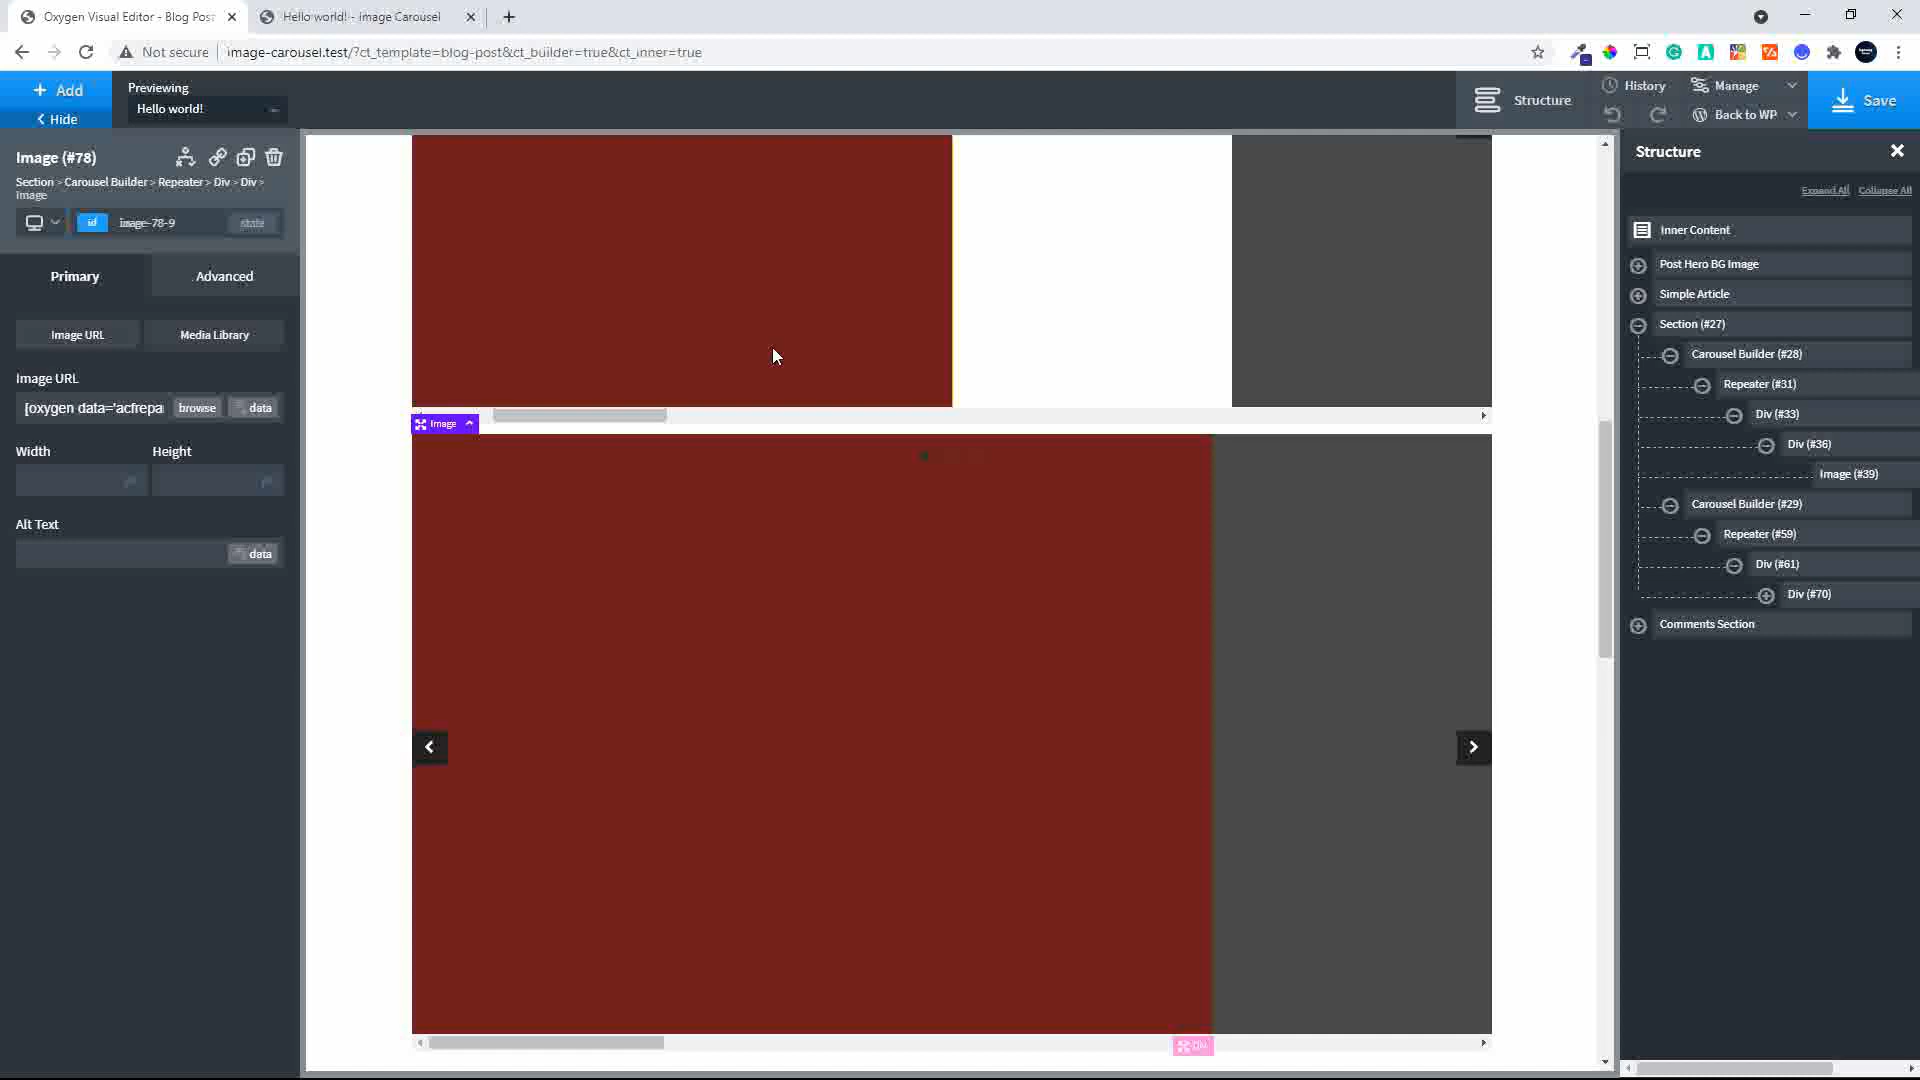 Oxygen Visual Editor - Blog Post
Hello world! - Image Carousel
Not secure
image-carousel.test/?ct_template=blog-post&ct_builder=true&ct_inner=true
Add
Hide
Previewing
Hello world!
Structure
History
Manage
Back to WP
Save
Image (#78)
Section > Carousel Builder > Repeater > Div > Div >
Image
id
image-78-9
state
Primary
Advanced
Image URL
Media Library
Image URL
[oxygen data='acfrepa
browse
data
Width
Height
Alt Text
data
Image
Div
Structure
Expand All
Collapse All
Inner Content
Post Hero BG Image
Simple Article
Section (#27)
Carousel Builder (#28)
Repeater (#31)
Div (#33)
Div (#36)
Image (#39)
Carousel Builder (#29)
Repeater (#59)
Div (#61)
Div (#70)
Comments Section